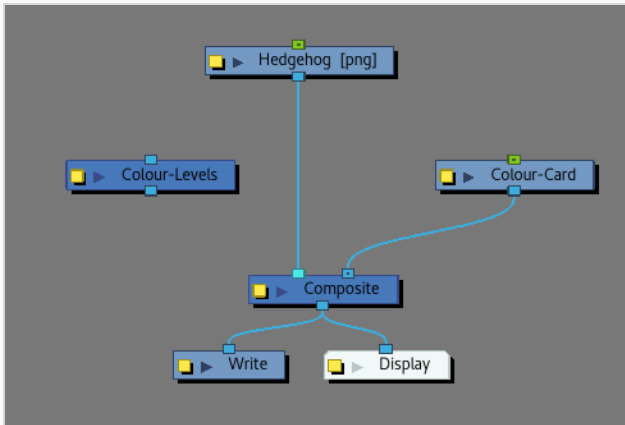 Hedgehog [png]
Colour-Levels
Colour-Card
Composite
Write
Display